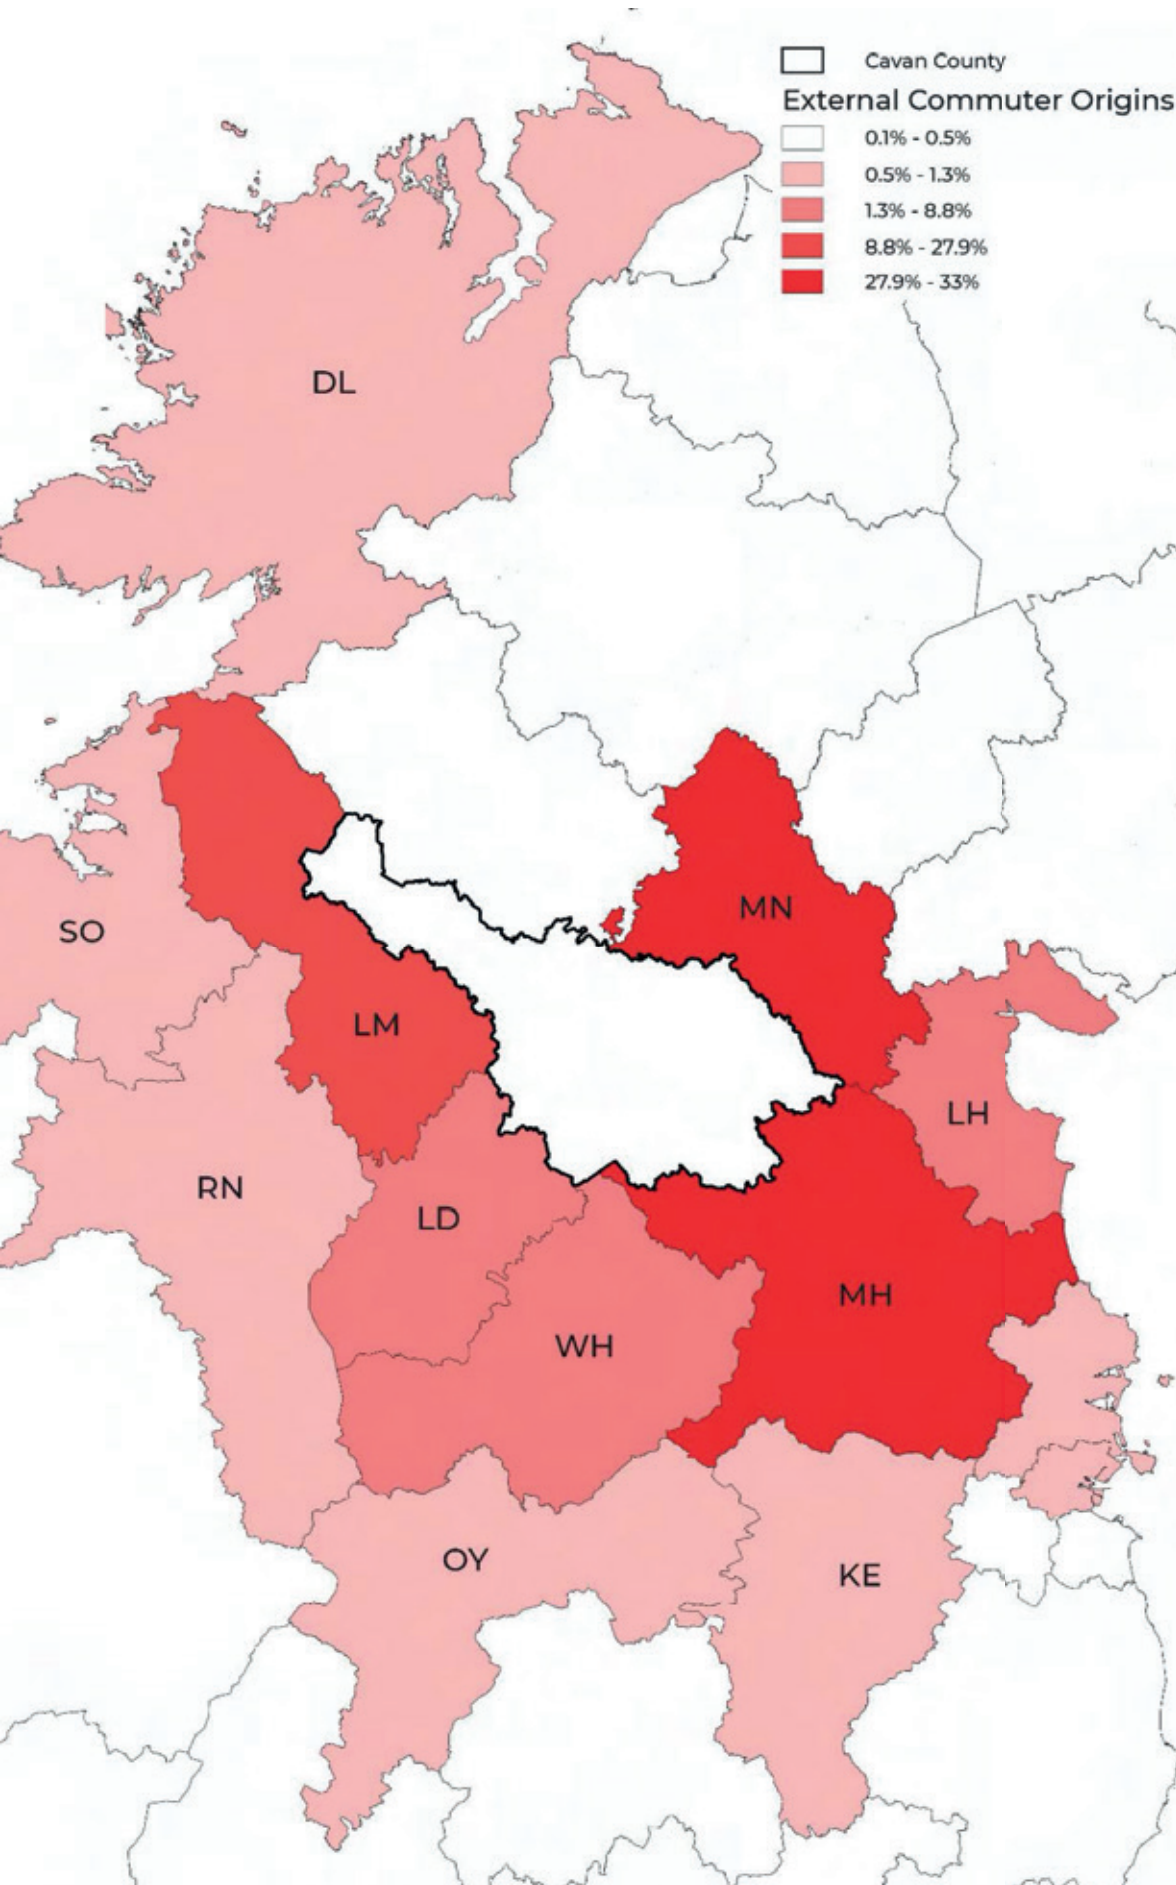 Cavan County
External Commuter Origins
0.1% - 0.5%
0.5% - 1.3%
1.3% - 8.8%
8.8% - 27.9%
27.9% - 33%
DL
MN
SO
LM
LH
RN
LD
MH
WH
OY
KE